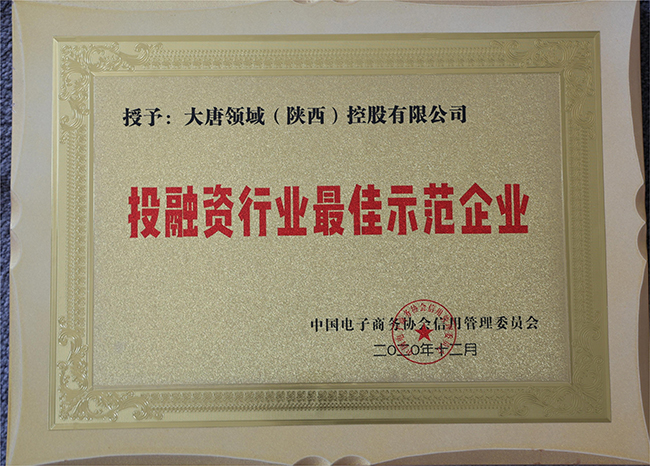 授予：大唐领域（陕西）控股有限公司
投融资行业最佳示范企业
中国电子商务协会信用管理委员会
二〇二〇年十二月